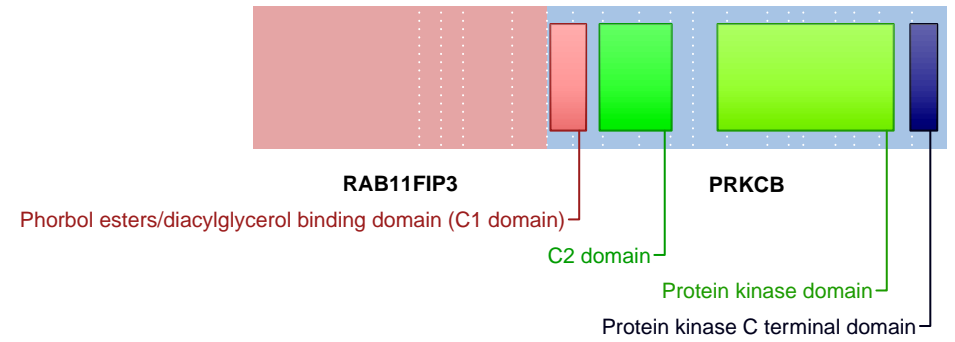 RAB11FIP3
PRKCB
Phorbol esters/diacylglycerol binding domain (C1 domain)
C2 domain
Protein kinase domain
Protein kinase C terminal domain